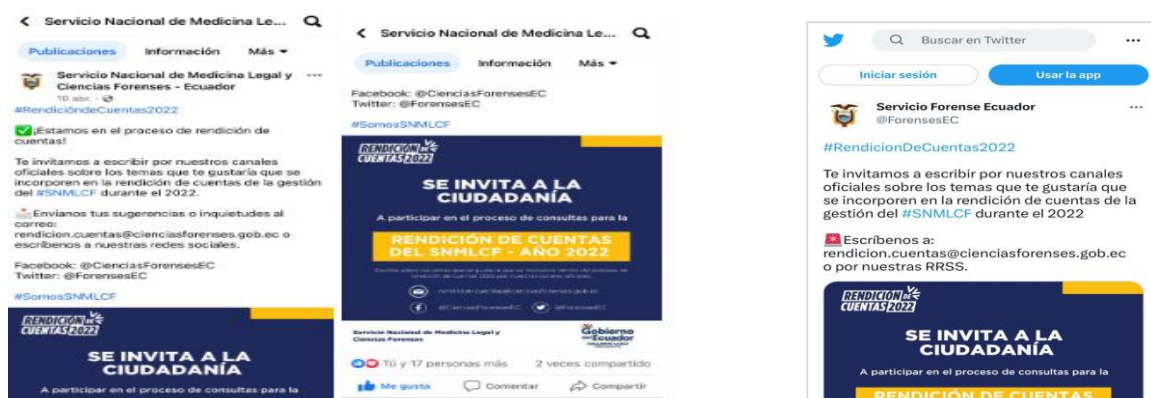 Servicio Nacional de Medicina Le...
Publicaciones Información Más
Servicio Nacional de Medicina Legal y ...
Ciencias Forenses - Ecuador
10 abr. ·
#RendicióndeCuentas2022
¡Estamos en el proceso de rendición de
cuentas!
Te invitamos a escribir por nuestros canales
oficiales sobre los temas que te gustaría que se
incorporen en la rendición de cuentas de la gestión
del #SNMLCF durante el 2022.
Envíanos tus sugerencias o inquietudes al
correo:
rendicion.cuentas@cienciasforenses.gob.ec o
escríbenos a nuestras redes sociales.
Facebook: @CienciasForensesEC
Twitter: @ForensesEC
#SomosSNMLCF
RENDICIÓN DE
CUENTAS 2022
SE INVITA A LA
CIUDADANÍA
A participar en el proceso de consultas para la
Servicio Nacional de Medicina Le...
Publicaciones Información Más
Facebook: @CienciasForensesEC
Twitter: @ForensesEC
#SomosSNMLCF
RENDICIÓN DE
CUENTAS 2022
SE INVITA A LA
CIUDADANÍA
A participar en el proceso de consultas para la
RENDICIÓN DE CUENTAS
DEL SNMLCF - AÑO 2022
rendicion.cuentas@cienciasforenses.gob.ec
@CienciasForensesEC @ForensesEC
Servicio Nacional de Medicina Legal y
Ciencias Forenses
Gobierno
del Ecuador
Tú y 17 personas más 2 veces compartido
Me gusta Comentar Compartir
Buscar en Twitter ...
Iniciar sesión Usar la app
Servicio Forense Ecuador ...
@ForensesEC
#RendicionDeCuentas2022
Te invitamos a escribir por nuestros canales
oficiales sobre los temas que te gustaría que
se incorporen en la rendición de cuentas de la
gestión del #SNMLCF durante el 2022
Escríbenos a:
rendicion.cuentas@cienciasforenses.gob.ec
o por nuestras RRSS.
RENDICIÓN DE
CUENTAS 2022
SE INVITA A LA
CIUDADANÍA
A participar en el proceso de consultas para la
RENDICIÓN DE CUENTAS